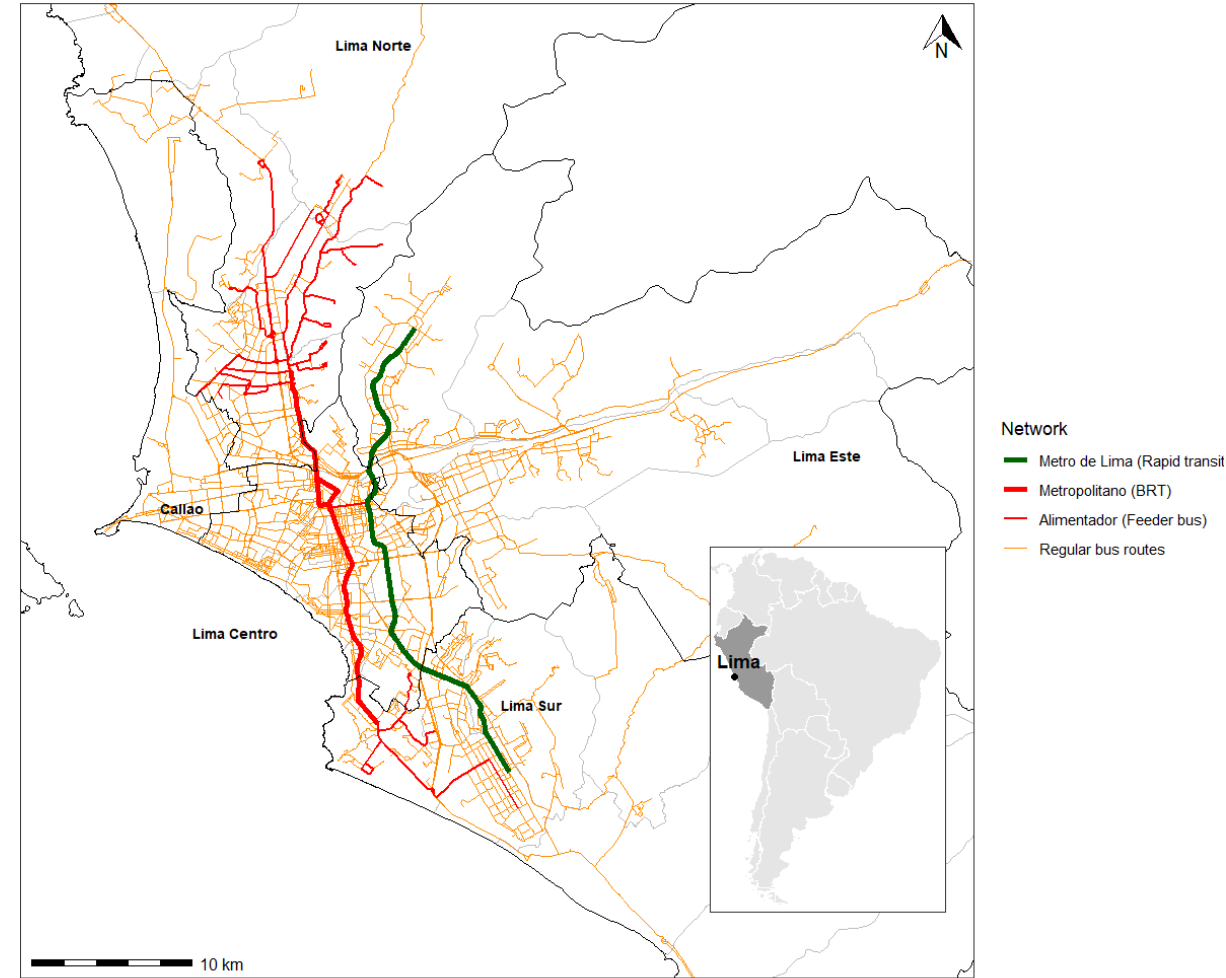 Lima Norte
N
Lima Este
Callao
Lima Centro
Lima Sur
Lima
10 km
Network
Metro de Lima (Rapid transit
Metropolitano (BRT)
Alimentador (Feeder bus)
Regular bus routes